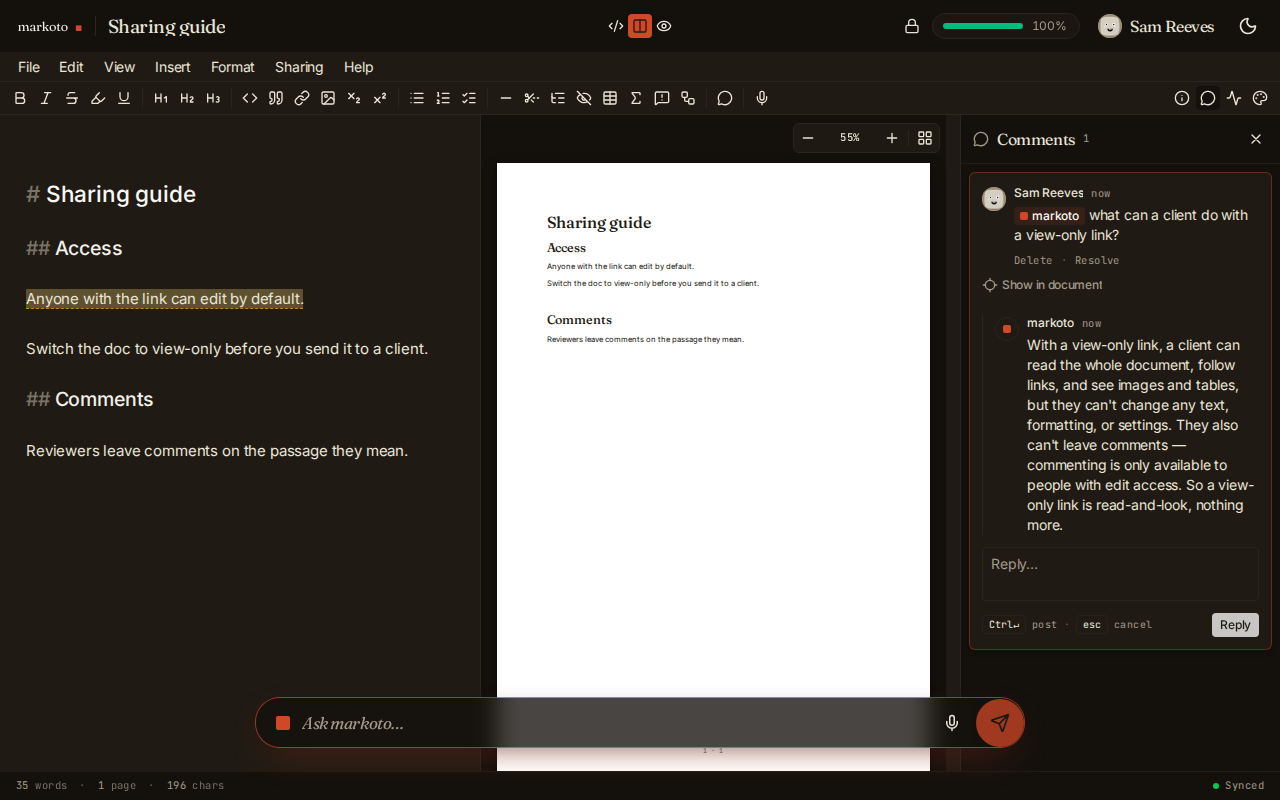 markoto
Sharing guide
100%
Sam Reeves
File Edit View Insert Format Sharing Help
H1 H2 H3
55%
# Sharing guide
## Access
Anyone with the link can edit by default.
Switch the doc to view-only before you send it to a client.
## Comments
Reviewers leave comments on the passage they mean.
Sharing guide
Access
Anyone with the link can edit by default.
Switch the doc to view-only before you send it to a client.
Comments
Reviewers leave comments on the passage they mean.
1 · 1
Comments 1
Sam Reeves now
markoto what can a client do with
a view-only link?
Delete · Resolve
Show in document
markoto now
With a view-only link, a client can
read the whole document, follow
links, and see images and tables,
but they can't change any text,
formatting, or settings. They also
can't leave comments —
commenting is only available to
people with edit access. So a view-
only link is read-and-look, nothing
more.
Reply...
Ctrl↵ post · esc cancel
Reply
Ask markoto...
35 words · 1 page · 196 chars
Synced